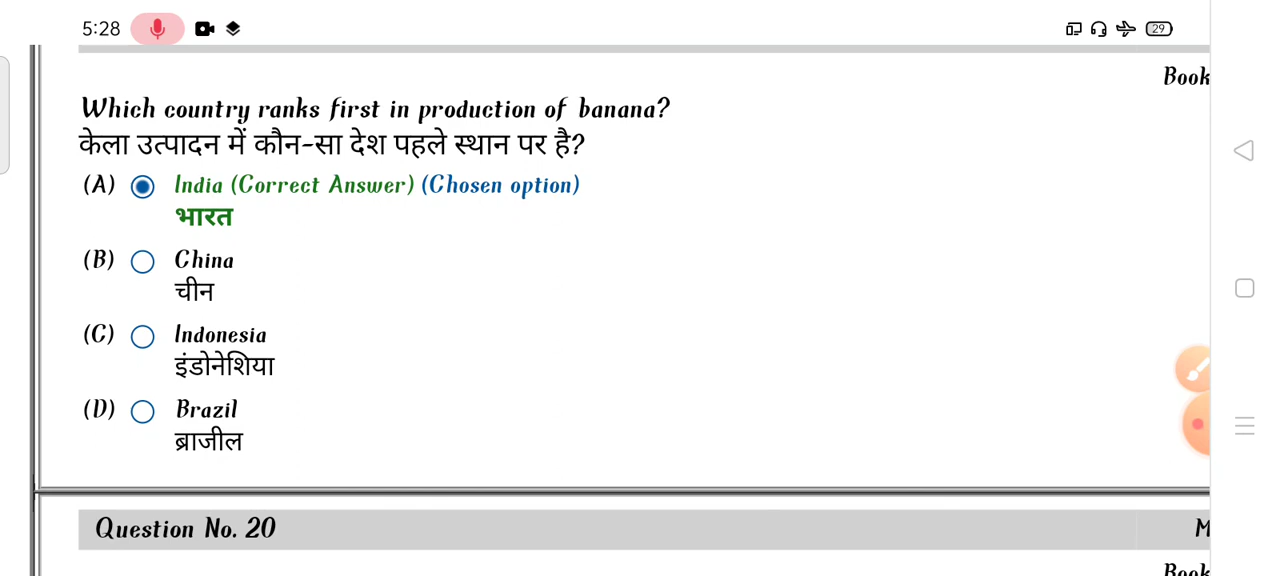 5:28
29
Book
Which country ranks first in production of banana?
केला उत्पादन में कौन-सा देश पहले स्थान पर है?
(A) India (Correct Answer) (Chosen option)
भारत
(B) China
चीन
(C) Indonesia
इंडोनेशिया
(D) Brazil
ब्राजील
Question No. 20 M
Book